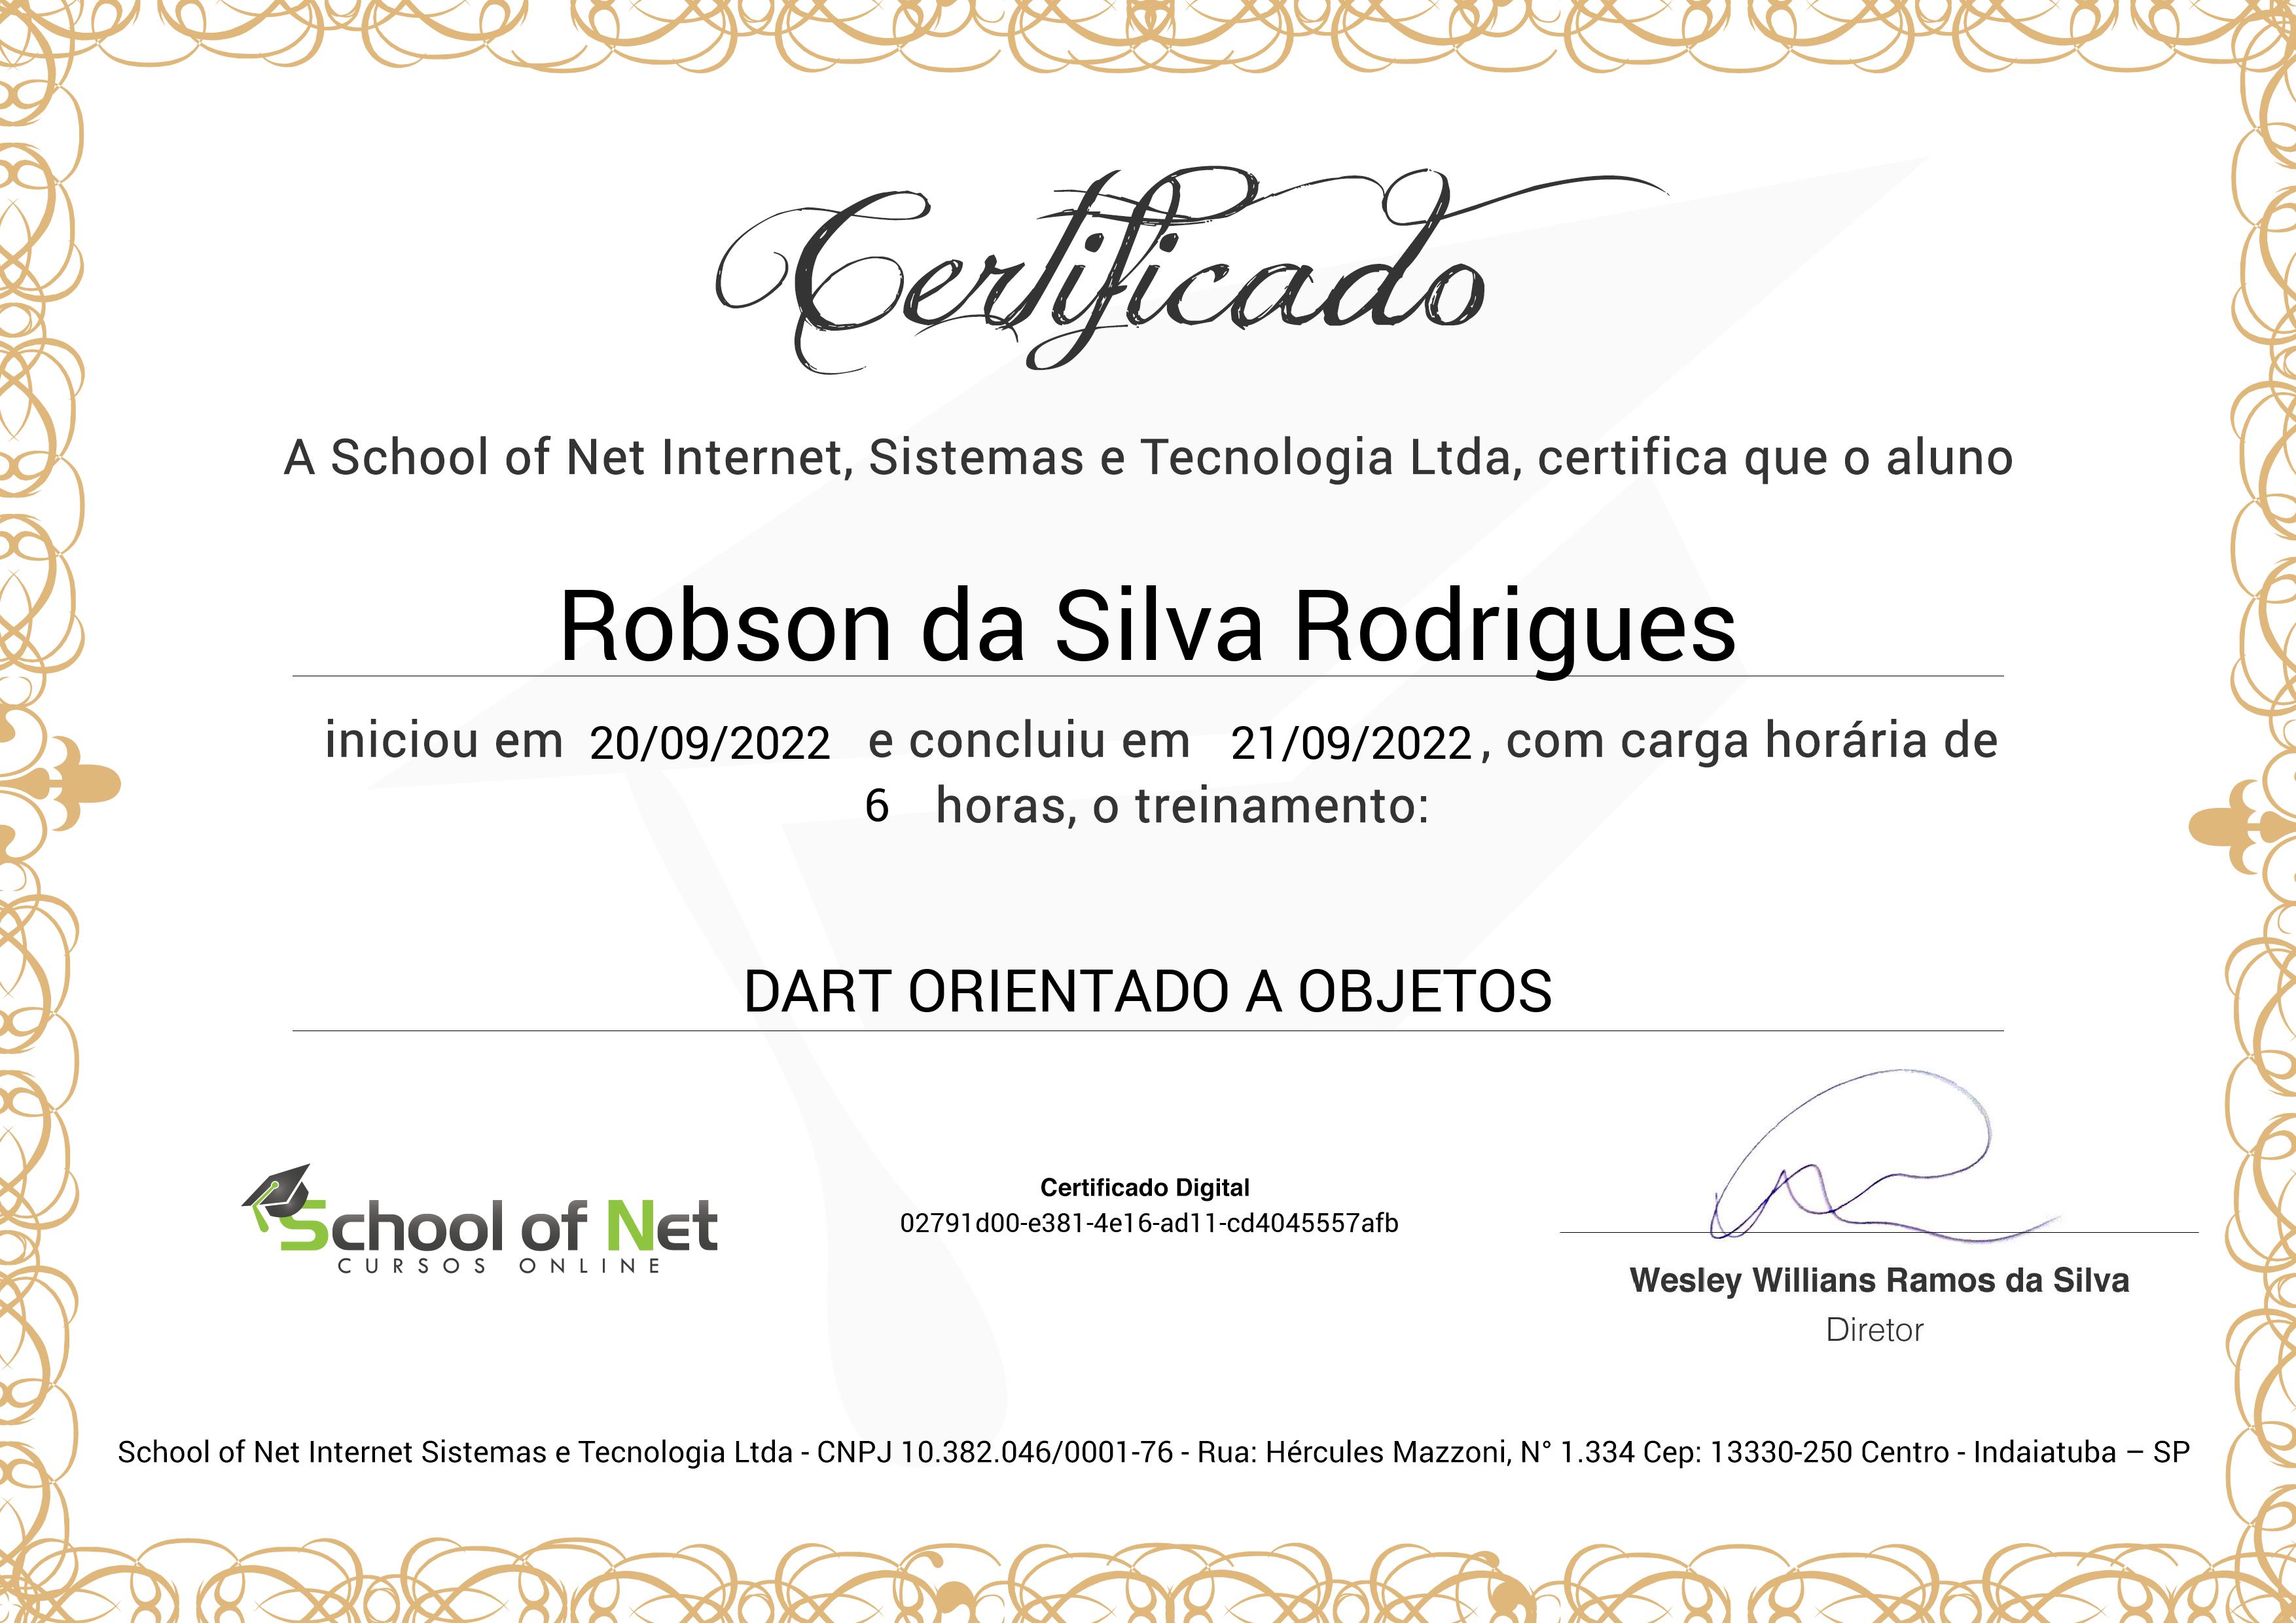 Certificado
A School of Net Internet, Sistemas e Tecnologia Ltda, certifica que o aluno
Robson da Silva Rodrigues
iniciou em 20/09/2022 e concluiu em 21/09/2022, com carga horária de
6 horas, o treinamento:
DART ORIENTADO A OBJETOS
School of Net
CURSOS ONLINE
Certificado Digital
02791d00-e381-4e16-ad11-cd4045557afb
Wesley Willians Ramos da Silva
Diretor
School of Net Internet Sistemas e Tecnologia Ltda - CNPJ 10.382.046/0001-76 - Rua: Hércules Mazzoni, N° 1.334 Cep: 13330-250 Centro - Indaiatuba – SP